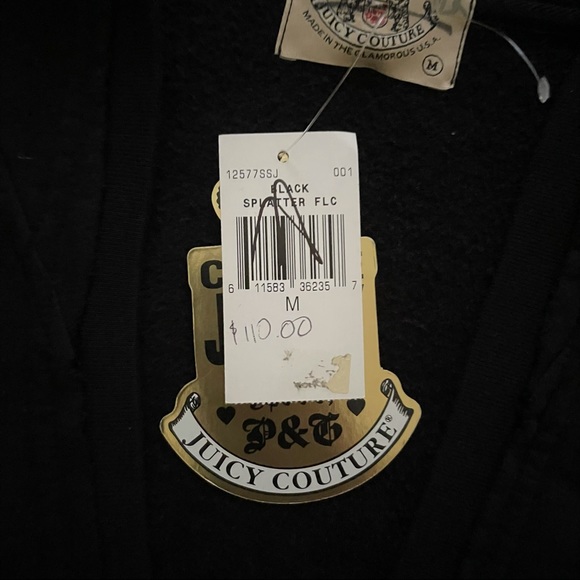 JUICY COUTURE
MADE IN THE GLAMOROUS U.S.A.
M
12577SSJ 001
BLACK
SPLATTER FLC
6 11583 36235 7
M
$110.00
P&G
JUICY COUTURE®